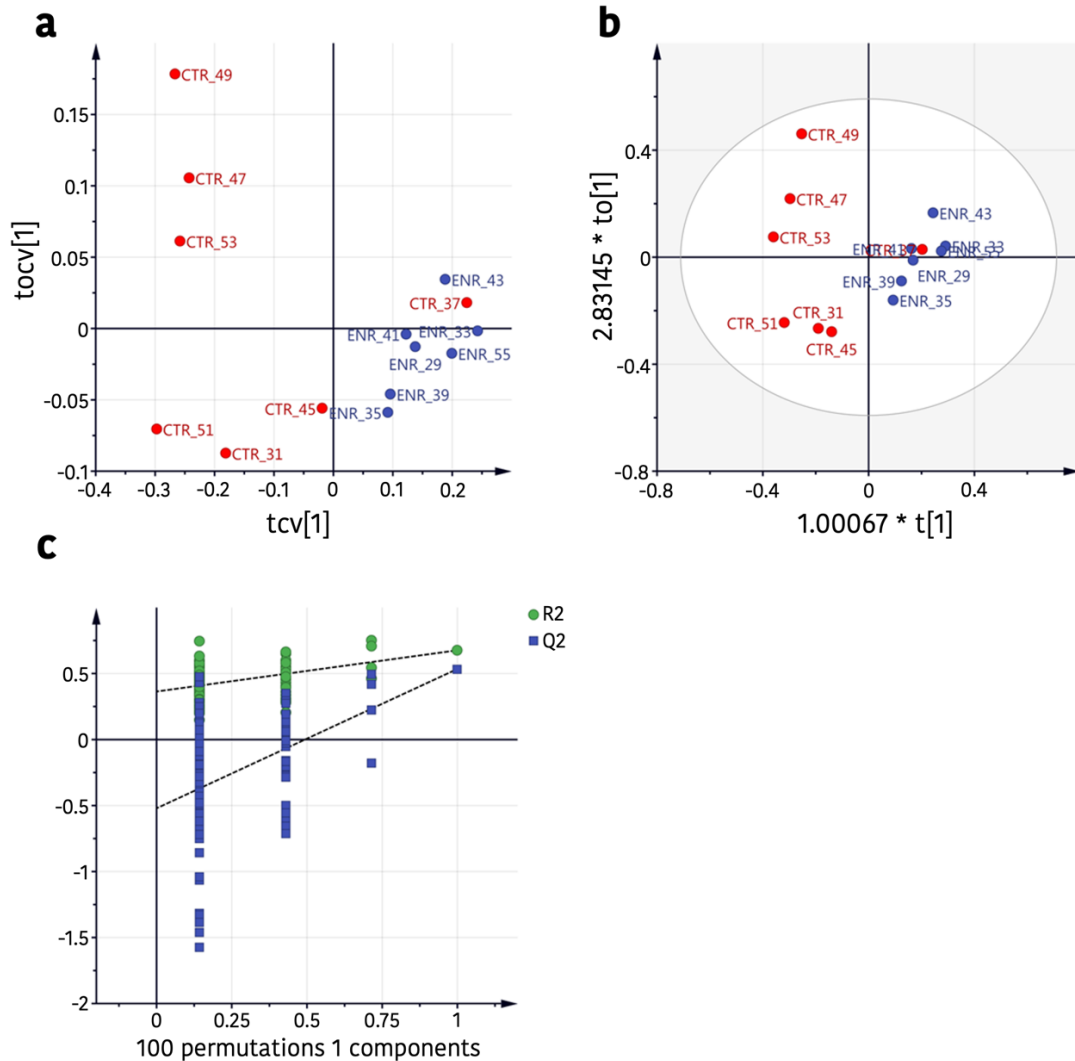 a
CTR_49
0.15
CTR_47
0.1
CTR_53
0.05
ENR_43
CTR_37
0
ENR_41
ENR_33
ENR_29
ENR_55
-0.05
ENR_39
CTR_45
ENR_35
CTR_51
CTR_31
-0.1
-0.4 -0.3 -0.2 -0.1 0 0.1 0.2
tocv[1]
tcv[1]
b
CTR_49
0.4
CTR_47
ENR_43
CTR_53
ENR_41
CTR_37
ENR_33
ENR_55
0
ENR_29
ENR_39
ENR_35
CTR_31
CTR_51
CTR_45
-0.4
-0.8
-0.8 -0.4 0 0.4
2.83145 * to[1]
1.00067 * t[1]
c
R2
Q2
0.5
0
-0.5
-1
-1.5
-2
0 0.25 0.5 0.75 1
100 permutations 1 components